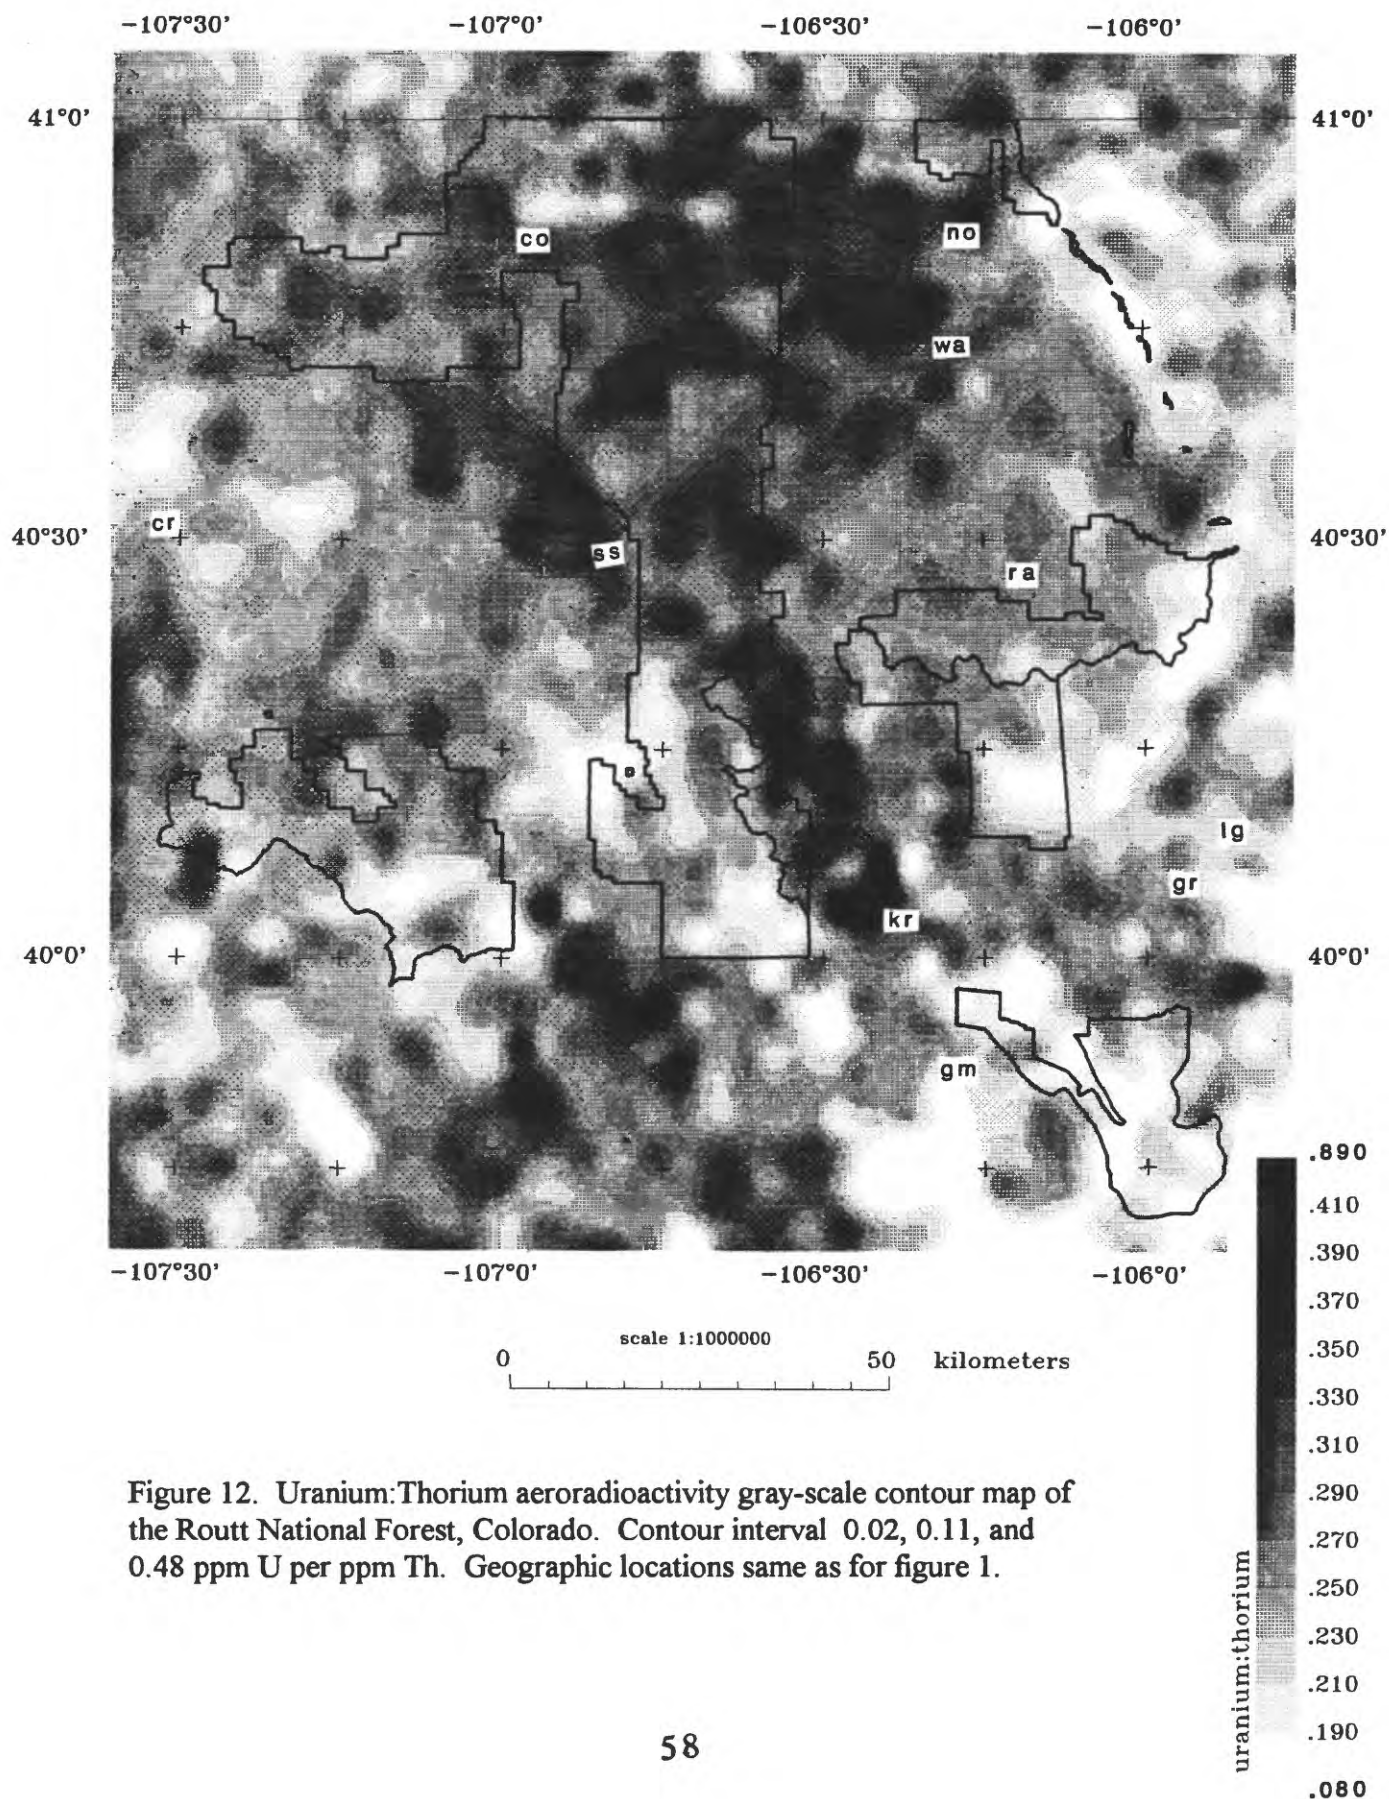 -107°30' -107°0' -106°30' -106°0'
41°0' 41°0'
co no
wa
cr
40°30' 40°30'
ss
ra
lg
gr
kr
40°0' 40°0'
gm
-107°30' -107°0' -106°30' -106°0'
.890
.410
.390
.370
.350
.330
.310
.290
.270
.250
.230
.210
.190
.080
uranium:thorium
scale 1:1000000
0 50 kilometers
Figure 12. Uranium:Thorium aeroradioactivity gray-scale contour map of
the Routt National Forest, Colorado. Contour interval 0.02, 0.11, and
0.48 ppm U per ppm Th. Geographic locations same as for figure 1.
58